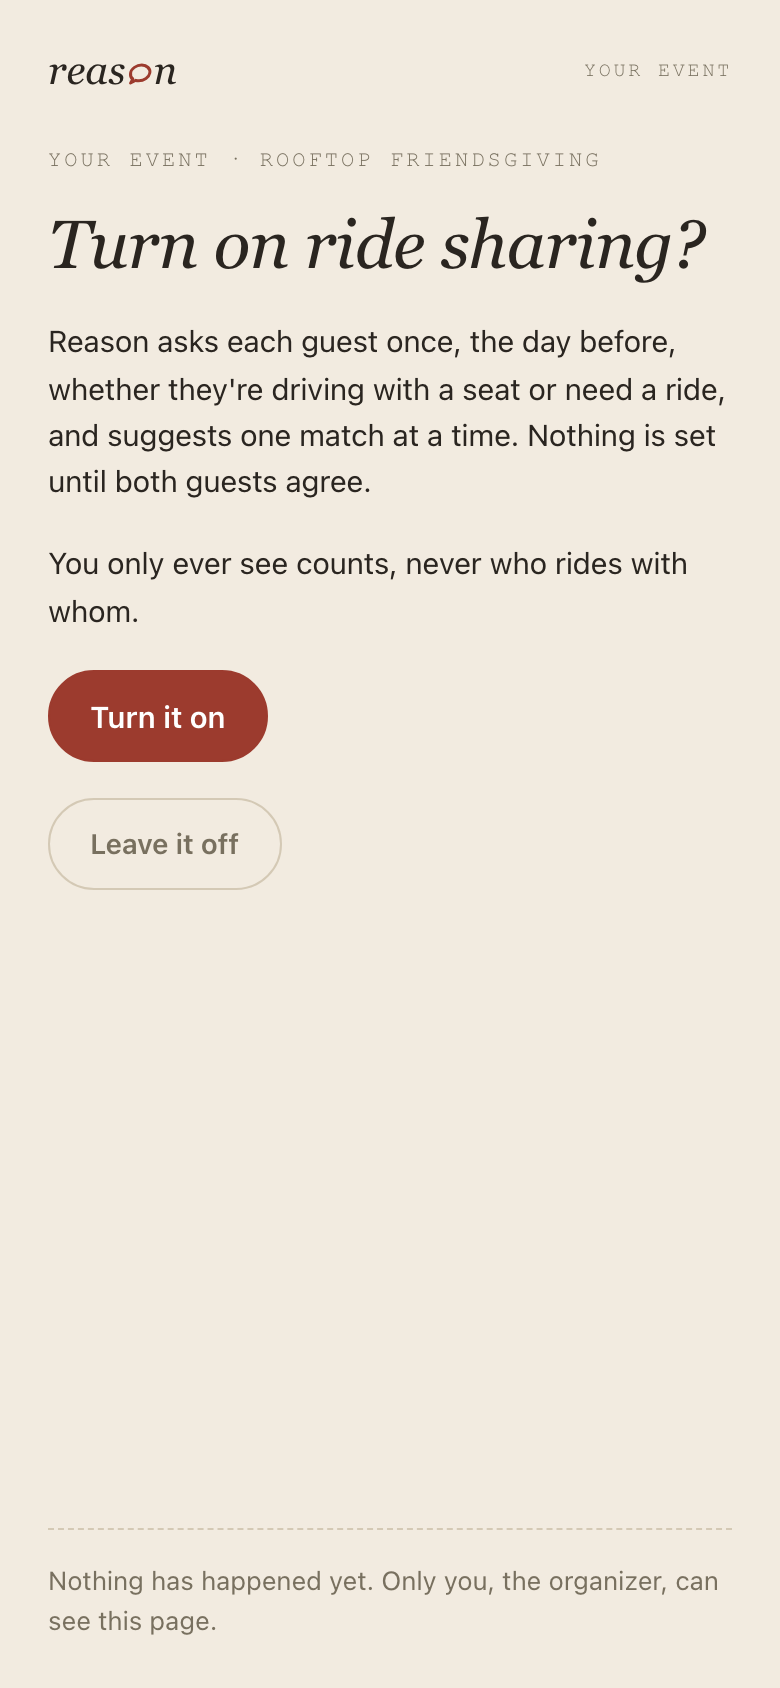 reason
YOUR EVENT
YOUR EVENT · ROOFTOP FRIENDSGIVING
Turn on ride sharing?
Reason asks each guest once, the day before,
whether they're driving with a seat or need a ride,
and suggests one match at a time. Nothing is set
until both guests agree.
You only ever see counts, never who rides with
whom.
Turn it on
Leave it off
Nothing has happened yet. Only you, the organizer, can
see this page.